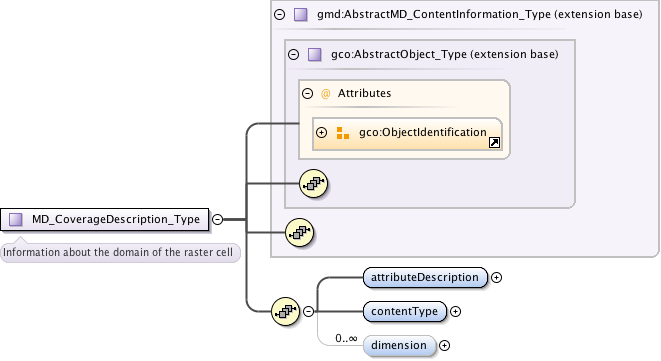 gmd:AbstractMD_ContentInformation_Type (extension base)
gco:AbstractObject_Type (extension base)
@ Attributes
gco:ObjectIdentification
MD_CoverageDescription_Type
Information about the domain of the raster cell
attributeDescription
contentType
0..∞
dimension